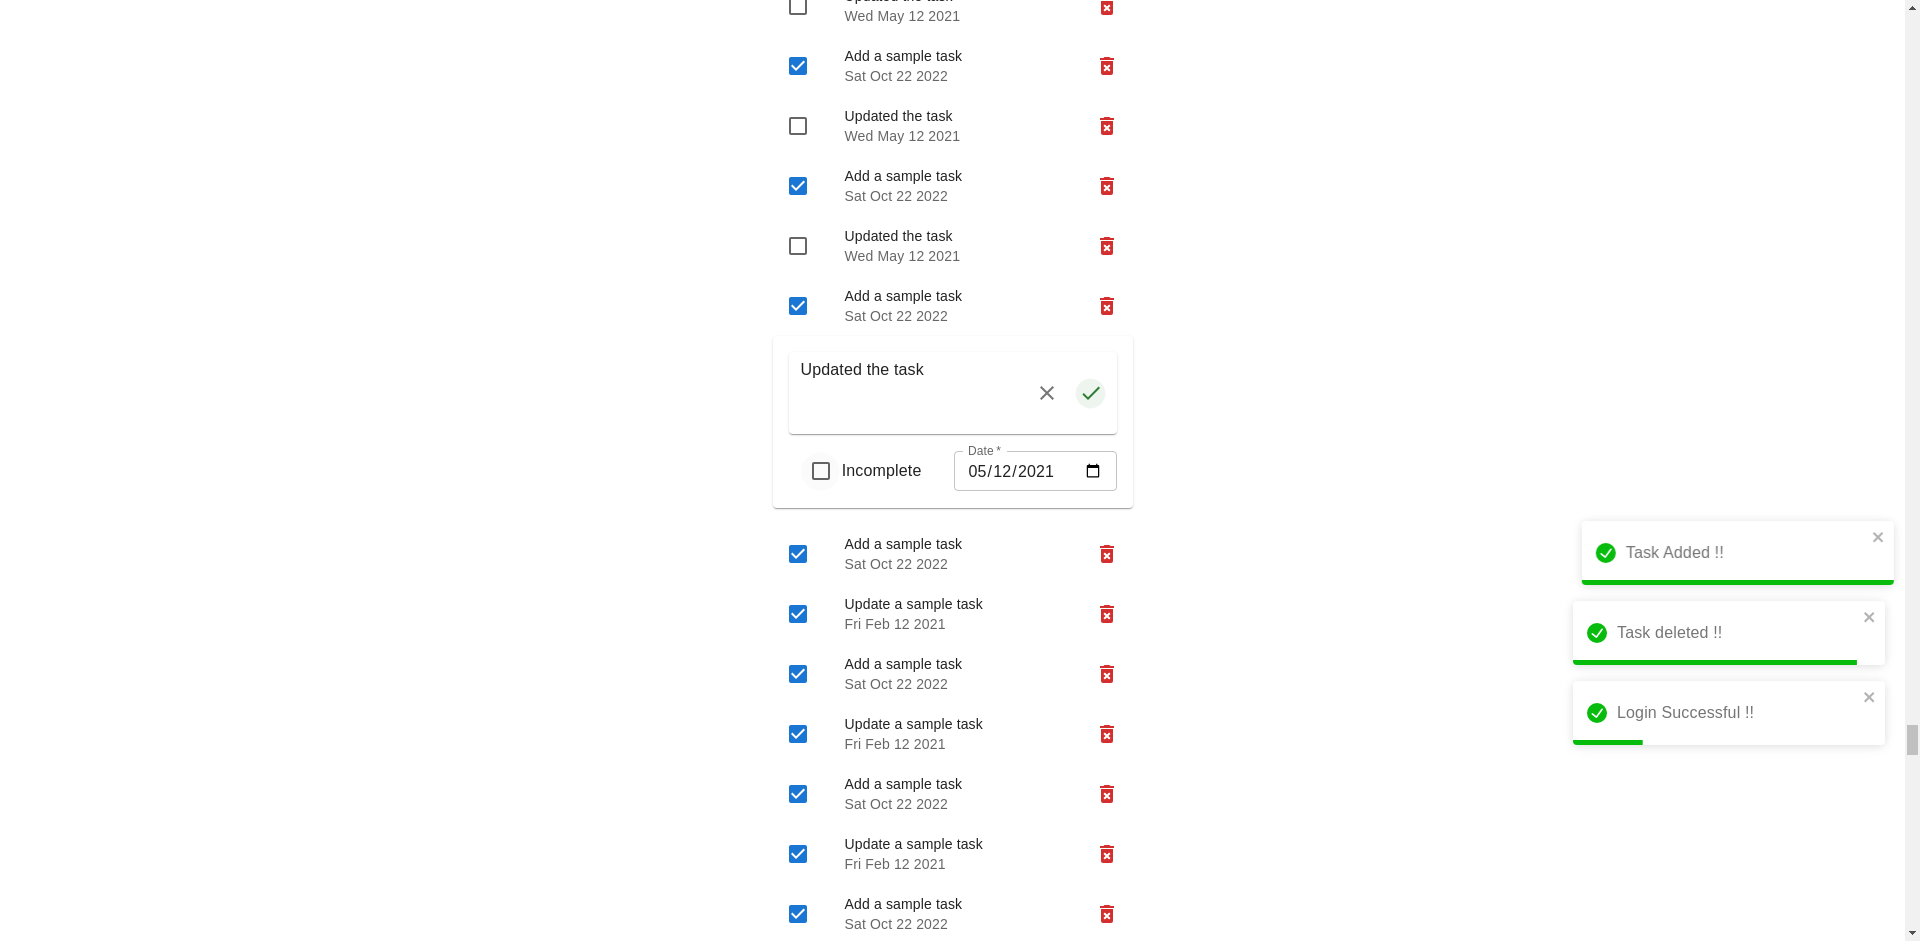 Updated the task
Wed May 12 2021
Add a sample task
Sat Oct 22 2022
Updated the task
Wed May 12 2021
Add a sample task
Sat Oct 22 2022
Updated the task
Wed May 12 2021
Add a sample task
Sat Oct 22 2022
Updated the task
Incomplete
Date *
05/12/2021
Add a sample task
Sat Oct 22 2022
Update a sample task
Fri Feb 12 2021
Add a sample task
Sat Oct 22 2022
Update a sample task
Fri Feb 12 2021
Add a sample task
Sat Oct 22 2022
Update a sample task
Fri Feb 12 2021
Add a sample task
Sat Oct 22 2022
Task Added !!
Task deleted !!
Login Successful !!